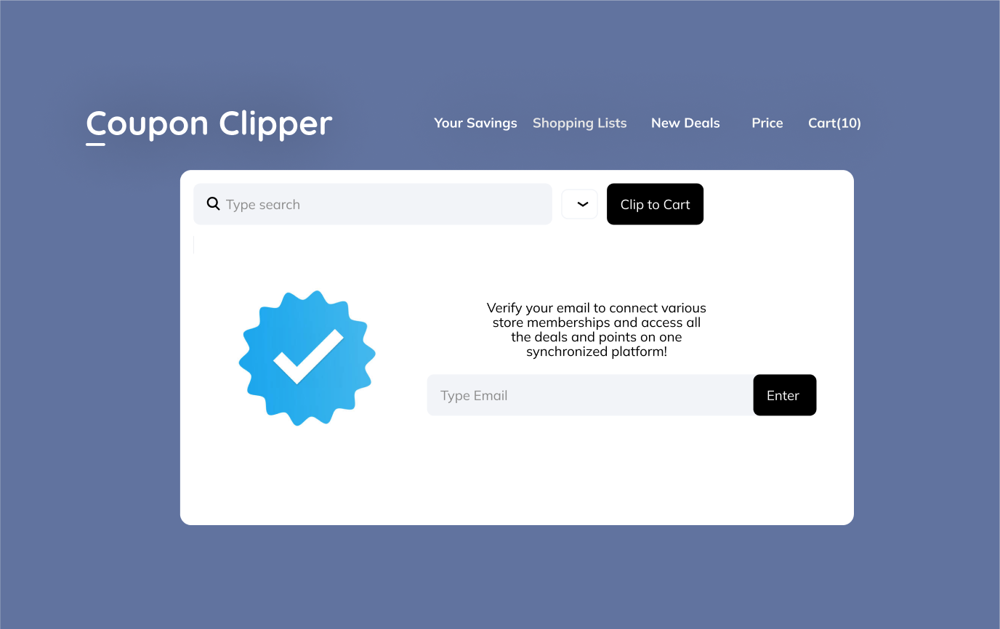 Coupon Clipper
Your Savings Shopping Lists New Deals Price Cart(10)
Type search
Clip to Cart
Verify your email to connect various
store memberships and access all
the deals and points on one
synchronized platform!
Type Email
Enter